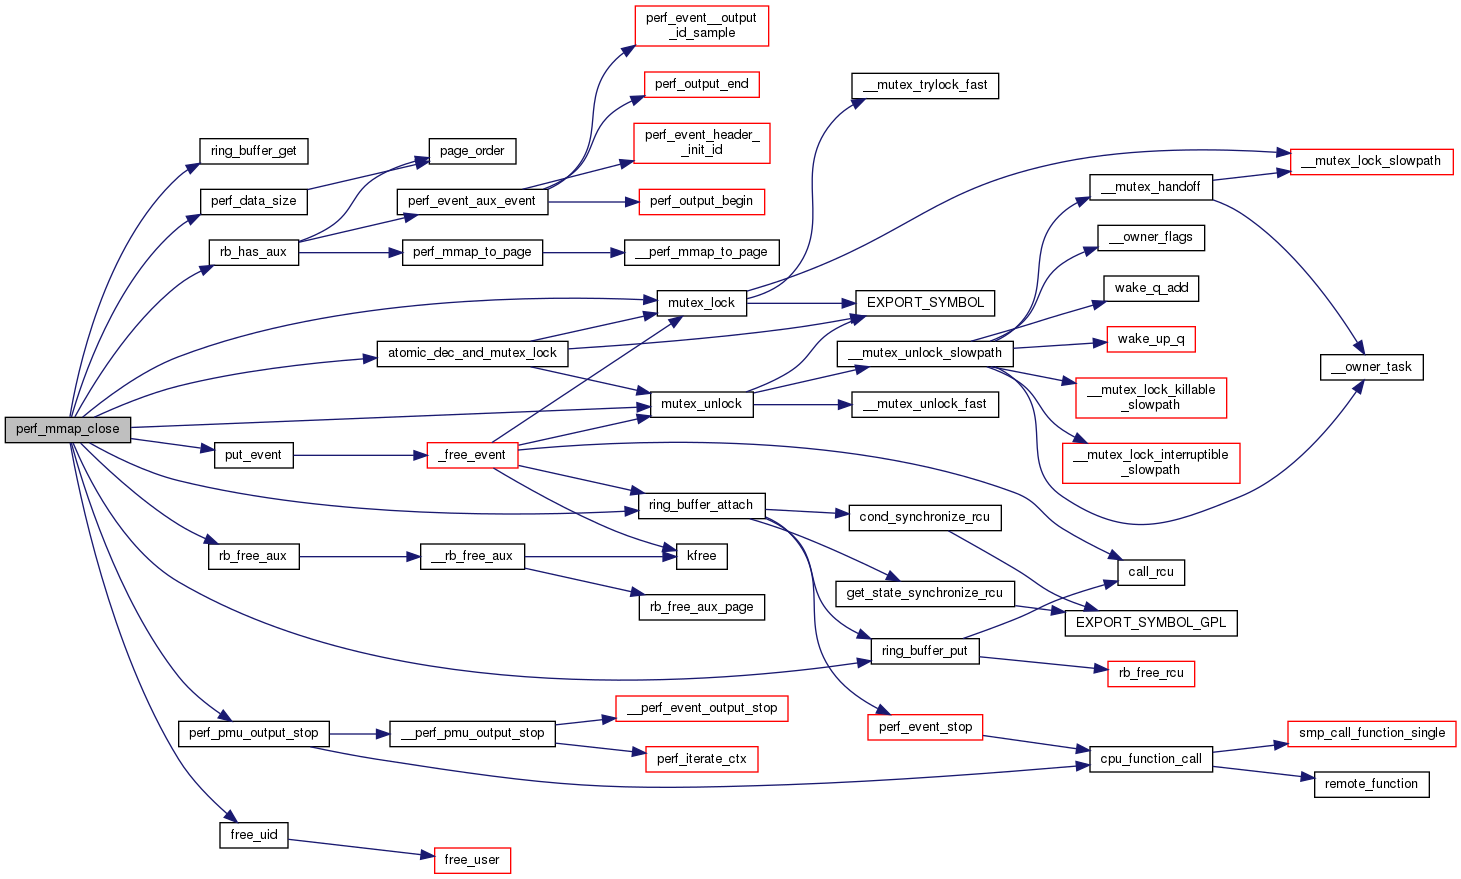 perf_event__output
_id_sample
perf_output_end
__mutex_trylock_fast
ring_buffer_get
page_order
perf_event_header_
_init_id
__mutex_lock_slowpath
perf_data_size
perf_event_aux_event
perf_output_begin
__mutex_handoff
rb_has_aux
perf_mmap_to_page
__perf_mmap_to_page
__owner_flags
mutex_lock
EXPORT_SYMBOL
wake_q_add
atomic_dec_and_mutex_lock
__mutex_unlock_slowpath
wake_up_q
__owner_task
perf_mmap_close
mutex_unlock
__mutex_unlock_fast
__mutex_lock_killable
_slowpath
put_event
_free_event
__mutex_lock_interruptible
_slowpath
ring_buffer_attach
cond_synchronize_rcu
rb_free_aux
__rb_free_aux
kfree
call_rcu
rb_free_aux_page
get_state_synchronize_rcu
EXPORT_SYMBOL_GPL
ring_buffer_put
rb_free_rcu
perf_pmu_output_stop
__perf_pmu_output_stop
__perf_event_output_stop
perf_event_stop
smp_call_function_single
perf_iterate_ctx
cpu_function_call
remote_function
free_uid
free_user